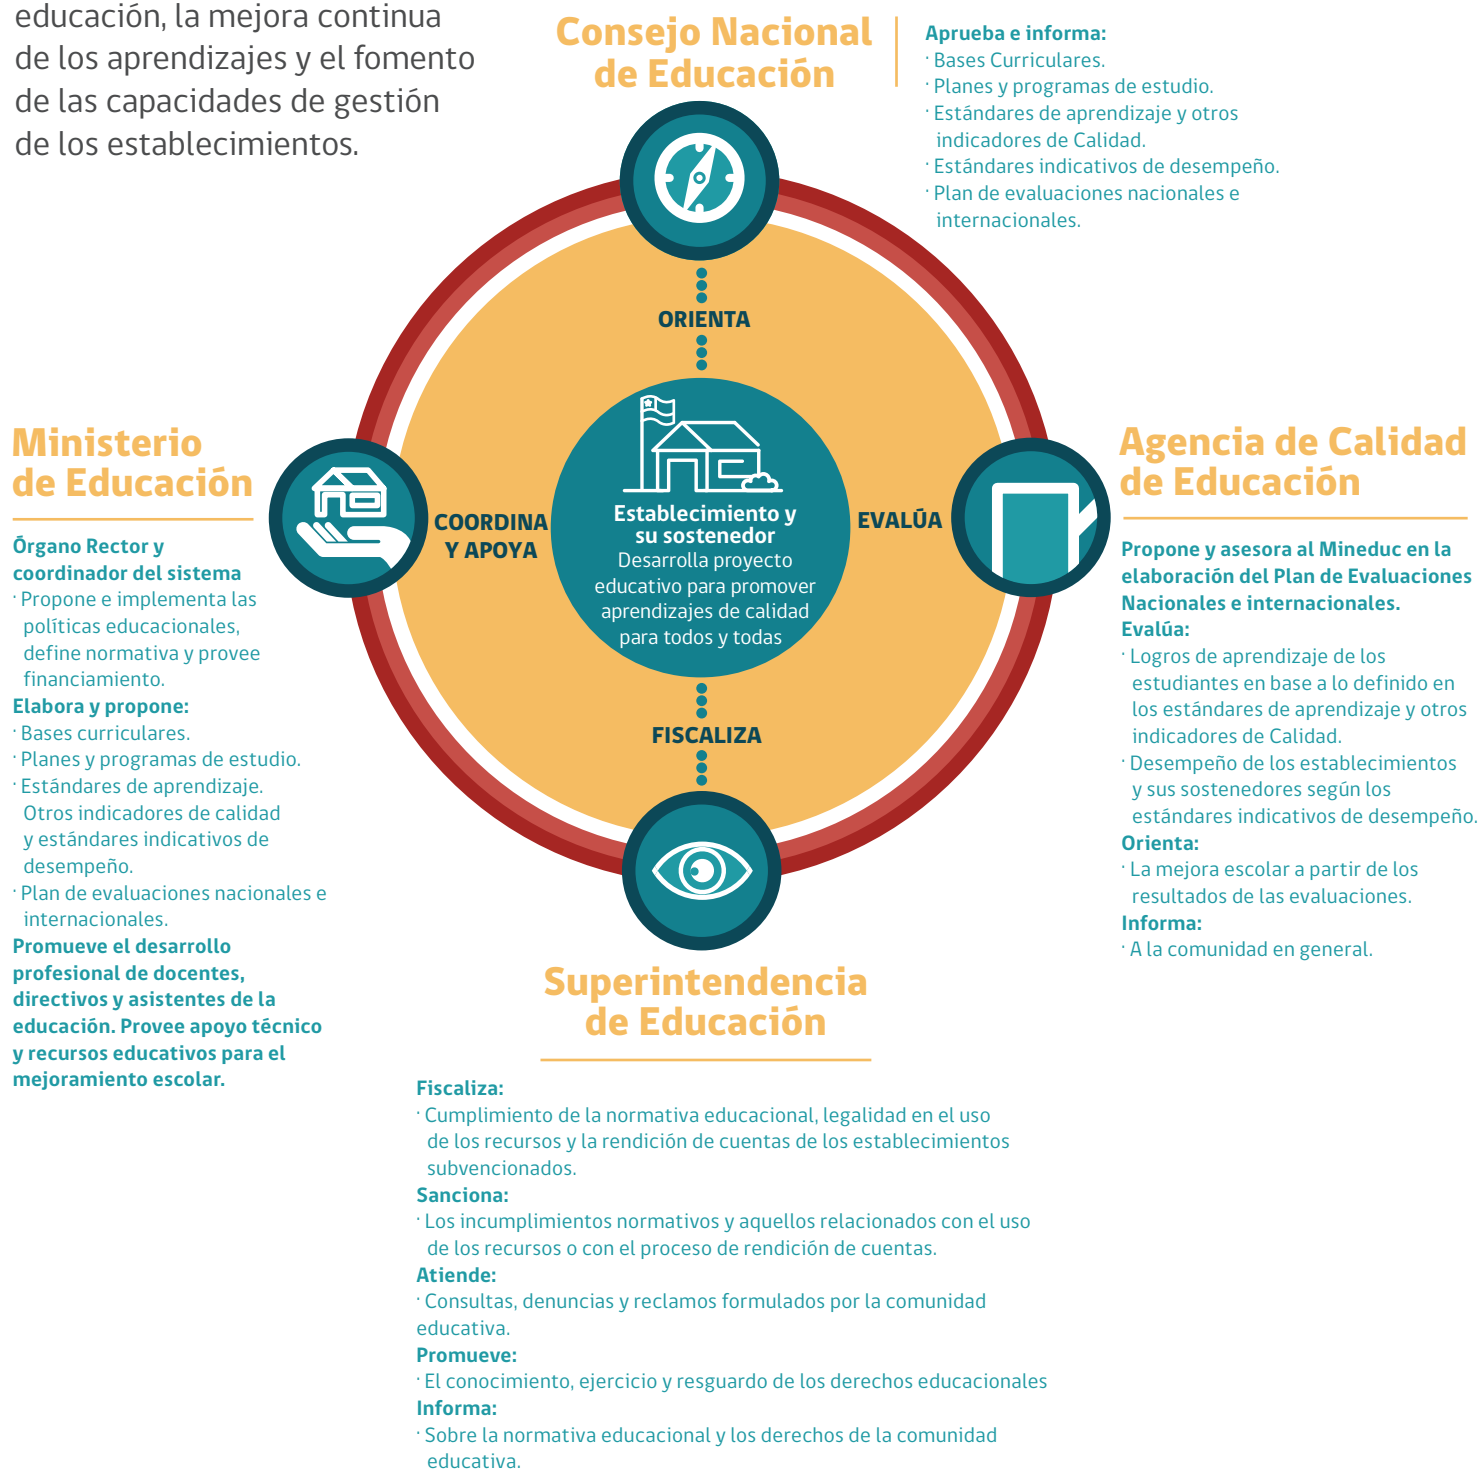 educación, la mejora continua
de los aprendizajes y el fomento
de las capacidades de gestión
de los establecimientos.
Consejo Nacional
de Educación
Aprueba e informa:
· Bases Curriculares.
· Planes y programas de estudio.
· Estándares de aprendizaje y otros
indicadores de Calidad.
· Estándares indicativos de desempeño.
· Plan de evaluaciones nacionales e
internacionales.
ORIENTA
Ministerio
de Educación
Órgano Rector y
coordinador del sistema
· Propone e implementa las
políticas educacionales,
define normativa y provee
financiamiento.
Elabora y propone:
· Bases curriculares.
· Planes y programas de estudio.
· Estándares de aprendizaje.
Otros indicadores de calidad
y estándares indicativos de
desempeño.
· Plan de evaluaciones nacionales e
internacionales.
Promueve el desarrollo
profesional de docentes,
directivos y asistentes de la
educación. Provee apoyo técnico
y recursos educativos para el
mejoramiento escolar.
COORDINA
Y APOYA
Establecimiento y
su sostenedor
Desarrolla proyecto
educativo para promover
aprendizajes de calidad
para todos y todas
EVALÚA
Agencia de Calidad
de Educación
Propone y asesora al Mineduc en la
elaboración del Plan de Evaluaciones
Nacionales e internacionales.
Evalúa:
· Logros de aprendizaje de los
estudiantes en base a lo definido en
los estándares de aprendizaje y otros
indicadores de Calidad.
· Desempeño de los establecimientos
y sus sostenedores según los
estándares indicativos de desempeño.
Orienta:
· La mejora escolar a partir de los
resultados de las evaluaciones.
Informa:
· A la comunidad en general.
FISCALIZA
Superintendencia
de Educación
Fiscaliza:
· Cumplimiento de la normativa educacional, legalidad en el uso
de los recursos y la rendición de cuentas de los establecimientos
subvencionados.
Sanciona:
· Los incumplimientos normativos y aquellos relacionados con el uso
de los recursos o con el proceso de rendición de cuentas.
Atiende:
· Consultas, denuncias y reclamos formulados por la comunidad
educativa.
Promueve:
· El conocimiento, ejercicio y resguardo de los derechos educacionales
Informa:
· Sobre la normativa educacional y los derechos de la comunidad
educativa.